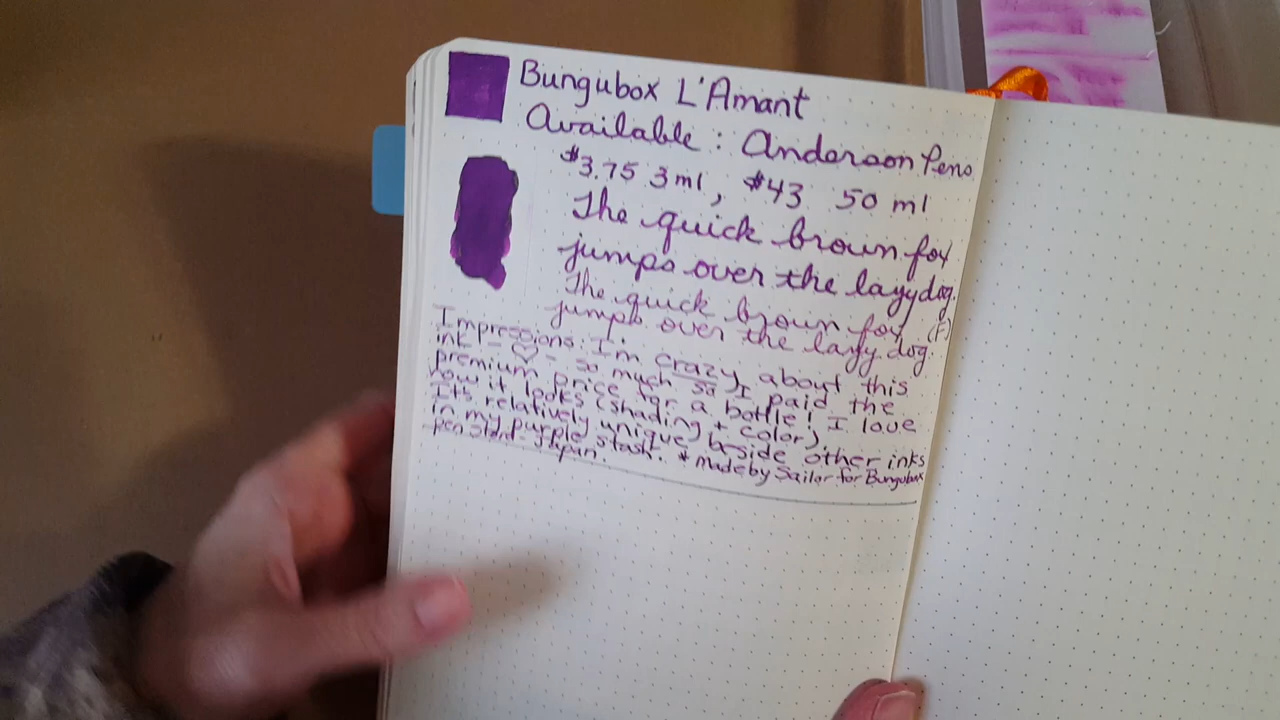 Bungubox L'Amant
Available: Anderson Pens
$3.75 3ml, $43 50 ml
The quick brown fox
jumps over the lazy dog.
The quick brown fox (F)
jumps over the lazy dog.
Impressions: I'm crazy about this
ink! - ♡ - so much so, I paid the
premium price for a bottle! I love
how it looks (shading + color).
Its relatively unique beside other inks
in my purple stash. * Made by Sailor for Bungubox
pen store - Japan.